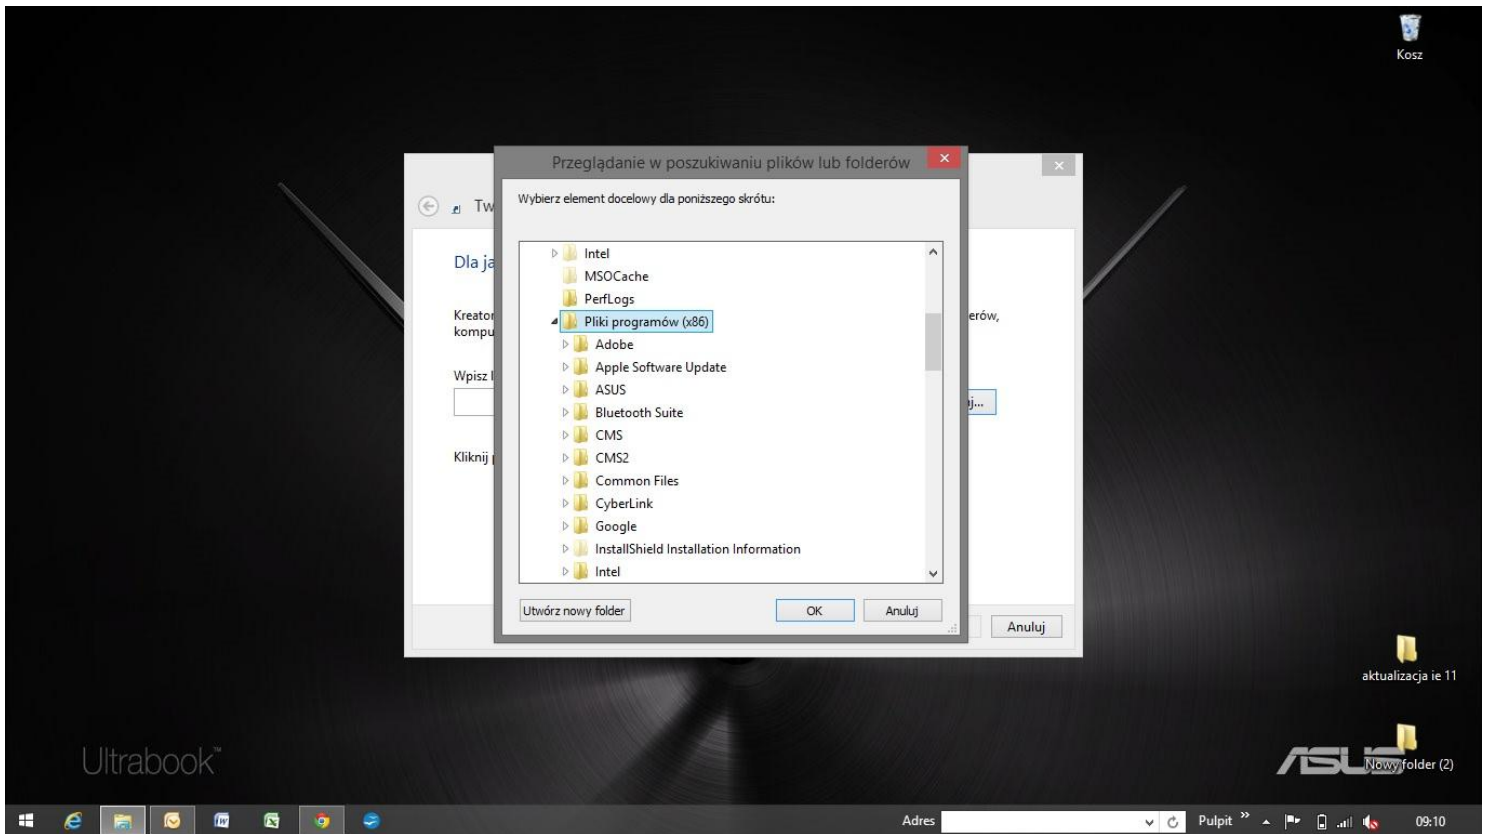 Kosz
Przeglądanie w poszukiwaniu plików lub folderów
Wybierz element docelowy dla poniższego skrótu:
Tw
Dla ja
Kreator
kompu
erów,
Wpisz l
j...
Kliknij p
Intel
MSOCache
PerfLogs
Pliki programów (x86)
Adobe
Apple Software Update
ASUS
Bluetooth Suite
CMS
CMS2
Common Files
CyberLink
Google
InstallShield Installation Information
Intel
Utwórz nowy folder
OK
Anuluj
Anuluj
aktualizacja ie 11
Ultrabook™
ASUS
Nowy folder (2)
Adres
Pulpit
09:10